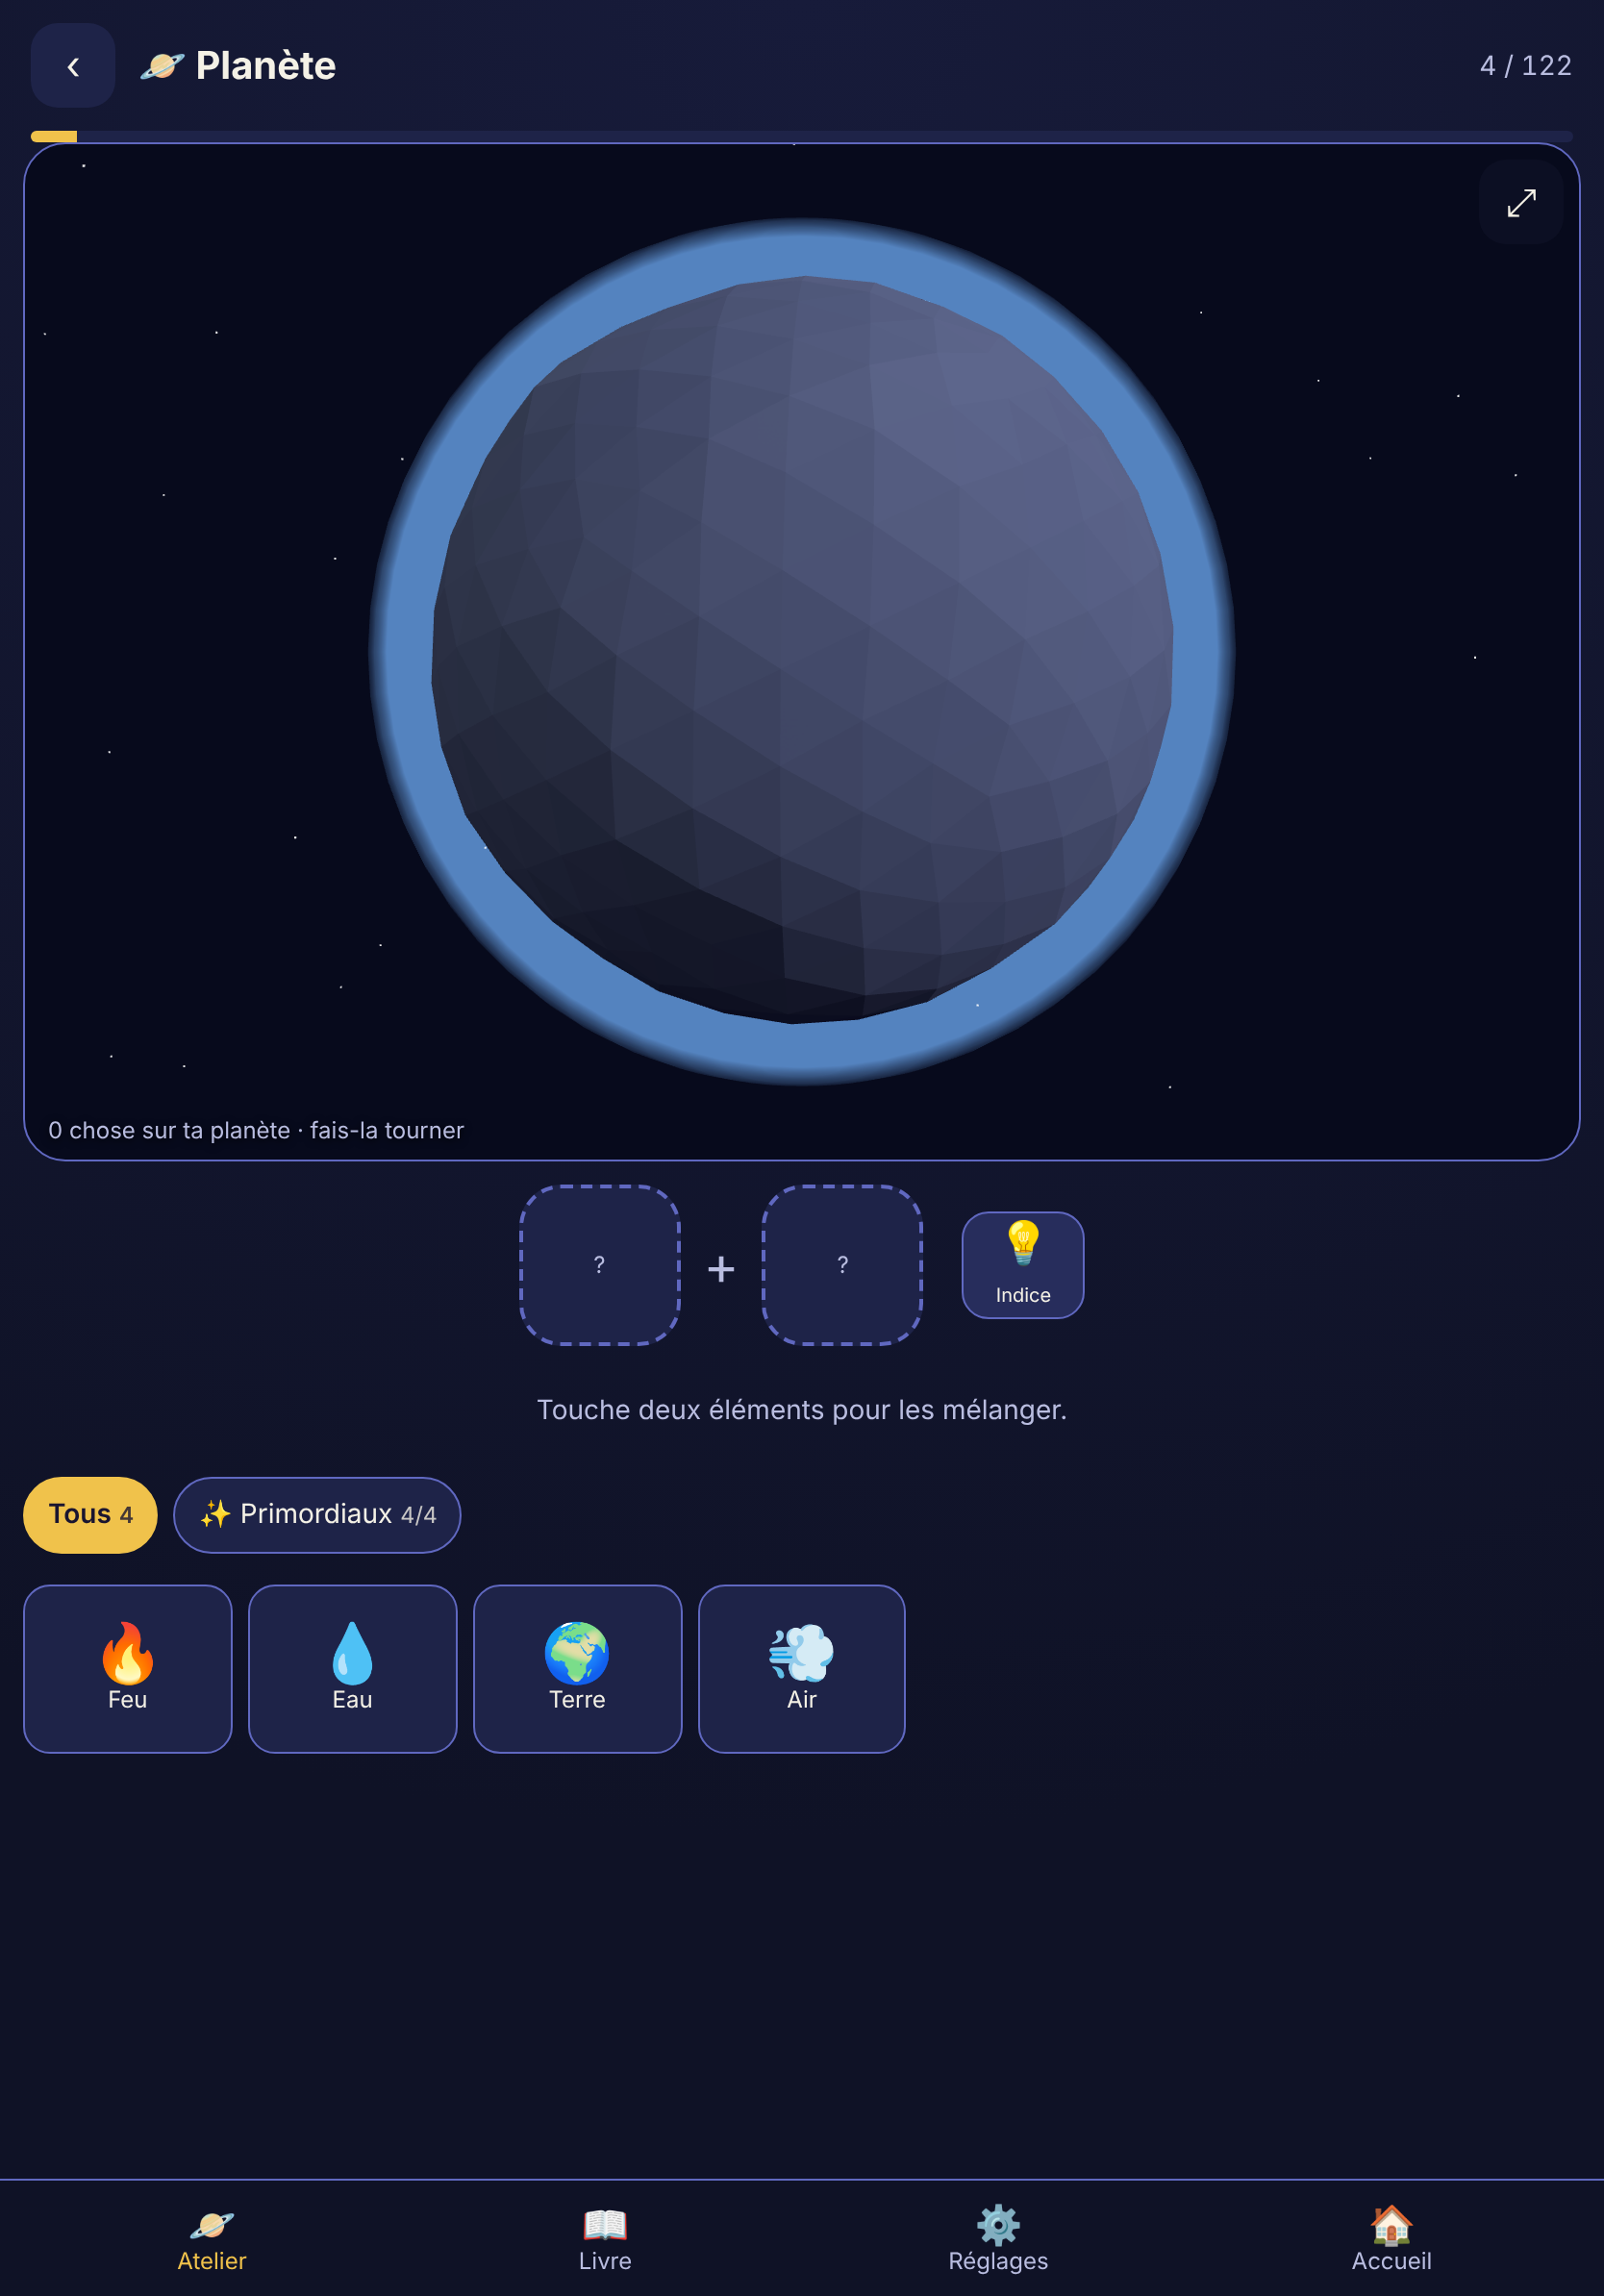 ‹ 🪐 Planète 4 / 122
0 chose sur ta planète · fais-la tourner
? + ? 💡
Indice
Touche deux éléments pour les mélanger.
Tous 4 ✨ Primordiaux 4/4
Feu Eau Terre Air
Atelier Livre Réglages Accueil